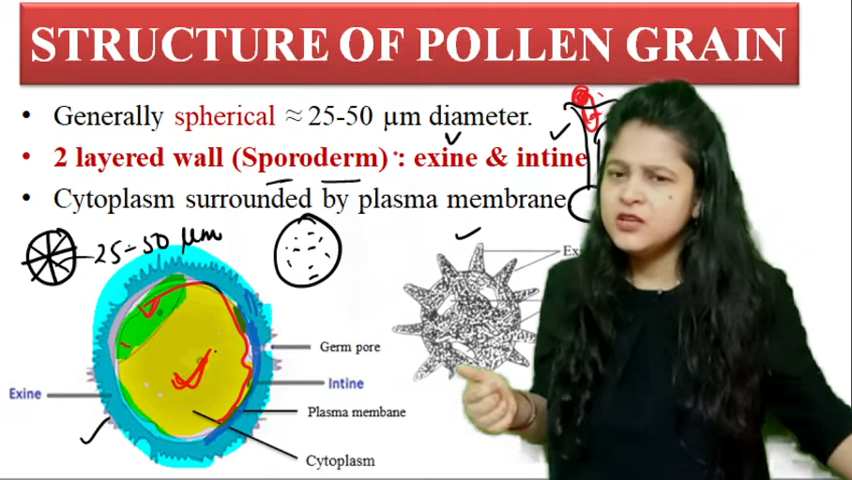 STRUCTURE OF POLLEN GRAIN
• Generally spherical ≈ 25-50 µm diameter.
• 2 layered wall (Sporoderm) : exine & intine
• Cytoplasm surrounded by plasma membrane
25-50 µm
Germ pore
Exine
Intine
Plasma membane
Cytoplasm